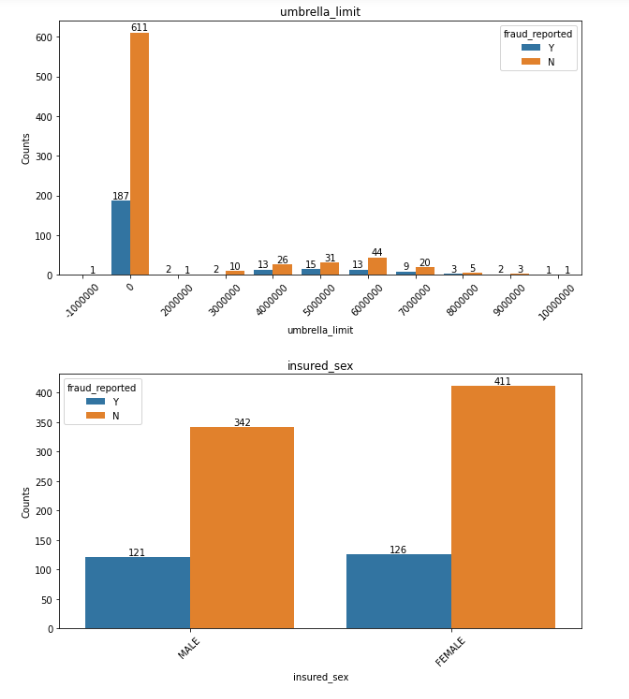 umbrella_limit
fraud_reported
Y
N
Counts
600
500
400
300
200
100
0
187 611
1
2 1
2 10
13 26
15 31
13 44
9 20
3 5
2 3
1 1
-1000000 0 2000000 3000000 4000000 5000000 6000000 7000000 8000000 9000000 10000000
umbrella_limit
insured_sex
fraud_reported
Y
N
Counts
400
350
300
250
200
150
100
50
0
121 342
126 411
MALE FEMALE
insured_sex